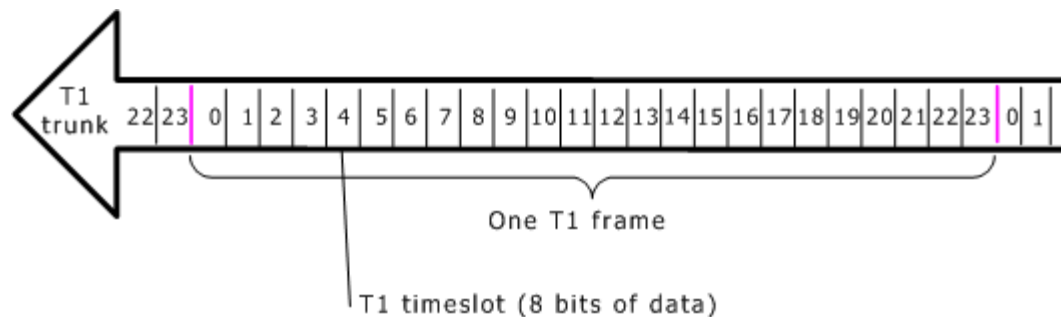 T1
trunk
22 23 0 1 2 3 4 5 6 7 8 9 10 11 12 13 14 15 16 17 18 19 20 21 22 23 0 1
One T1 frame
T1 timeslot (8 bits of data)